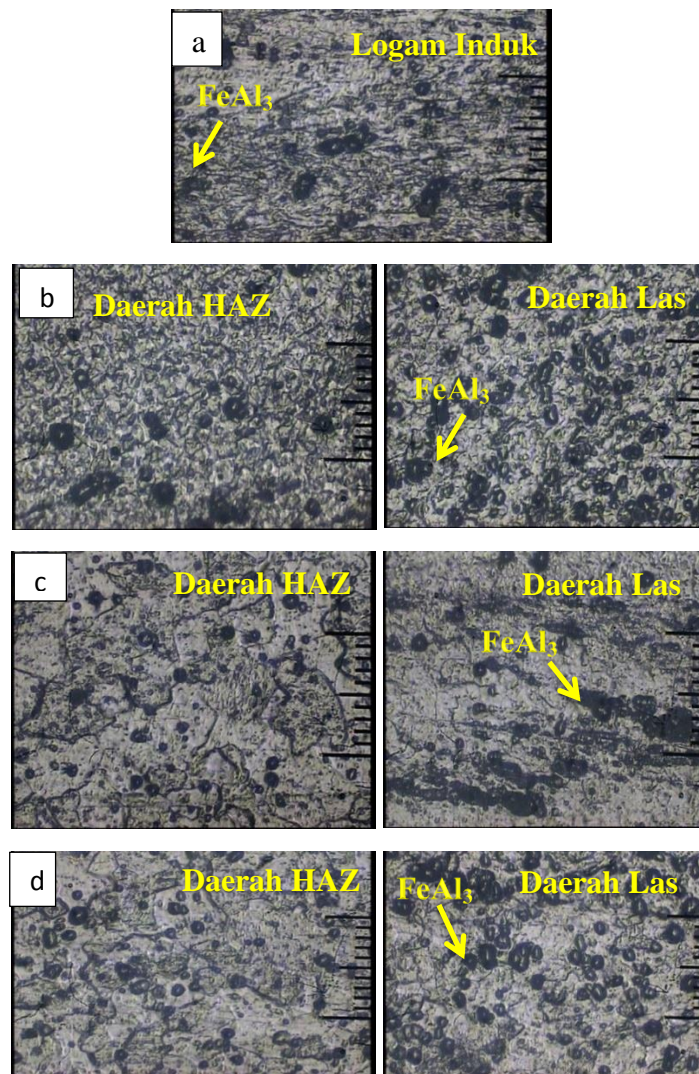 a
Logam Induk
FeAl₃
b
Daerah HAZ
Daerah Las
FeAl₃
c
Daerah HAZ
Daerah Las
FeAl₃
d
Daerah HAZ
Daerah Las
FeAl₃